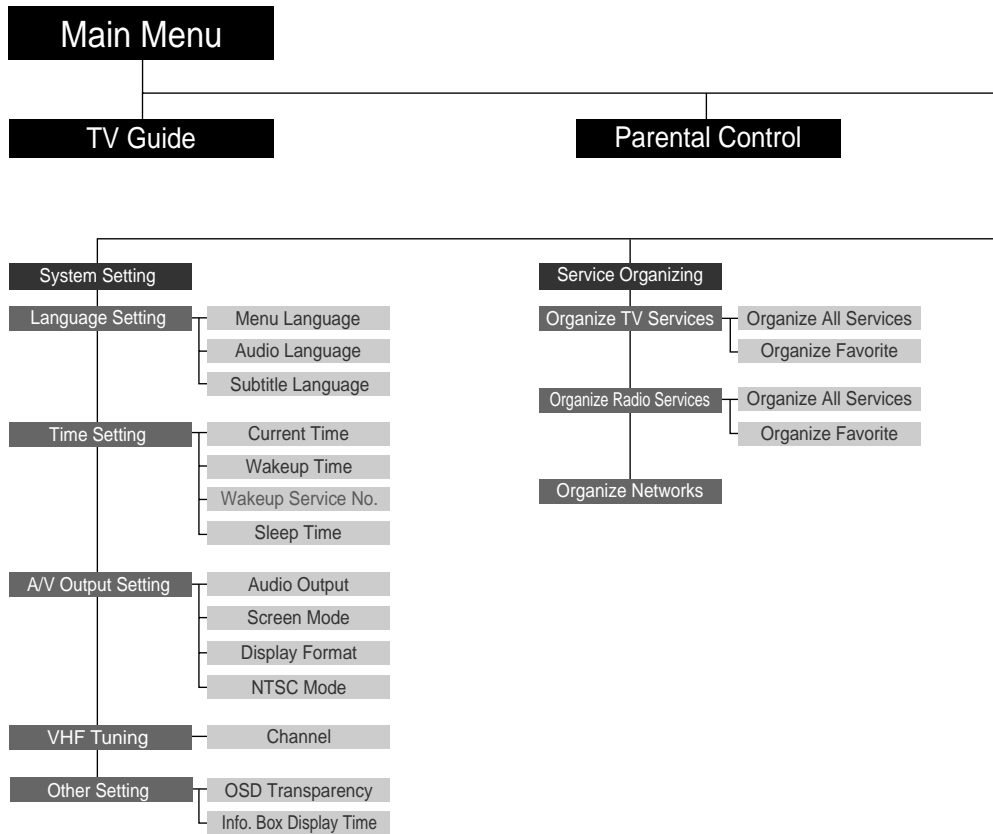 Main Menu
TV Guide
Parental Control
System Setting
Language Setting
Menu Language
Audio Language
Subtitle Language
Time Setting
Current Time
Wakeup Time
Wakeup Service No.
Sleep Time
A/V Output Setting
Audio Output
Screen Mode
Display Format
NTSC Mode
VHF Tuning
Channel
Other Setting
OSD Transparency
Info. Box Display Time
Service Organizing
Organize TV Services
Organize All Services
Organize Favorite
Organize Radio Services
Organize All Services
Organize Favorite
Organize Networks